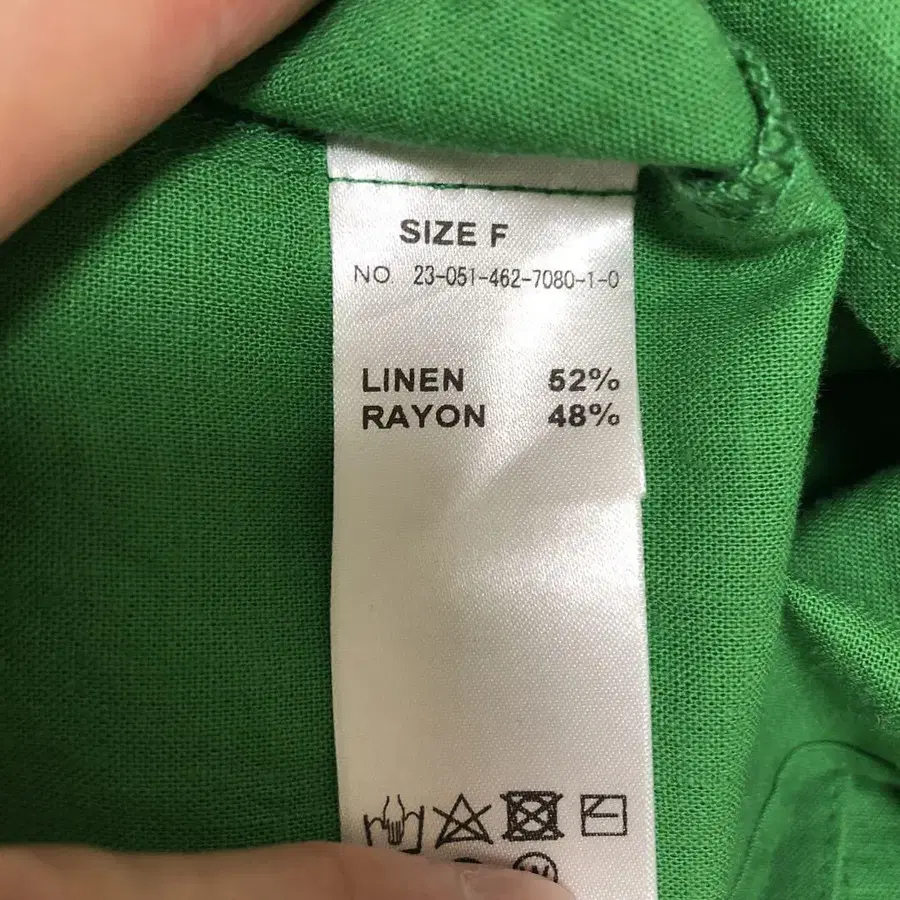 SIZE F
NO 23-051-462-7080-1-0
LINEN 52%
RAYON 48%
W